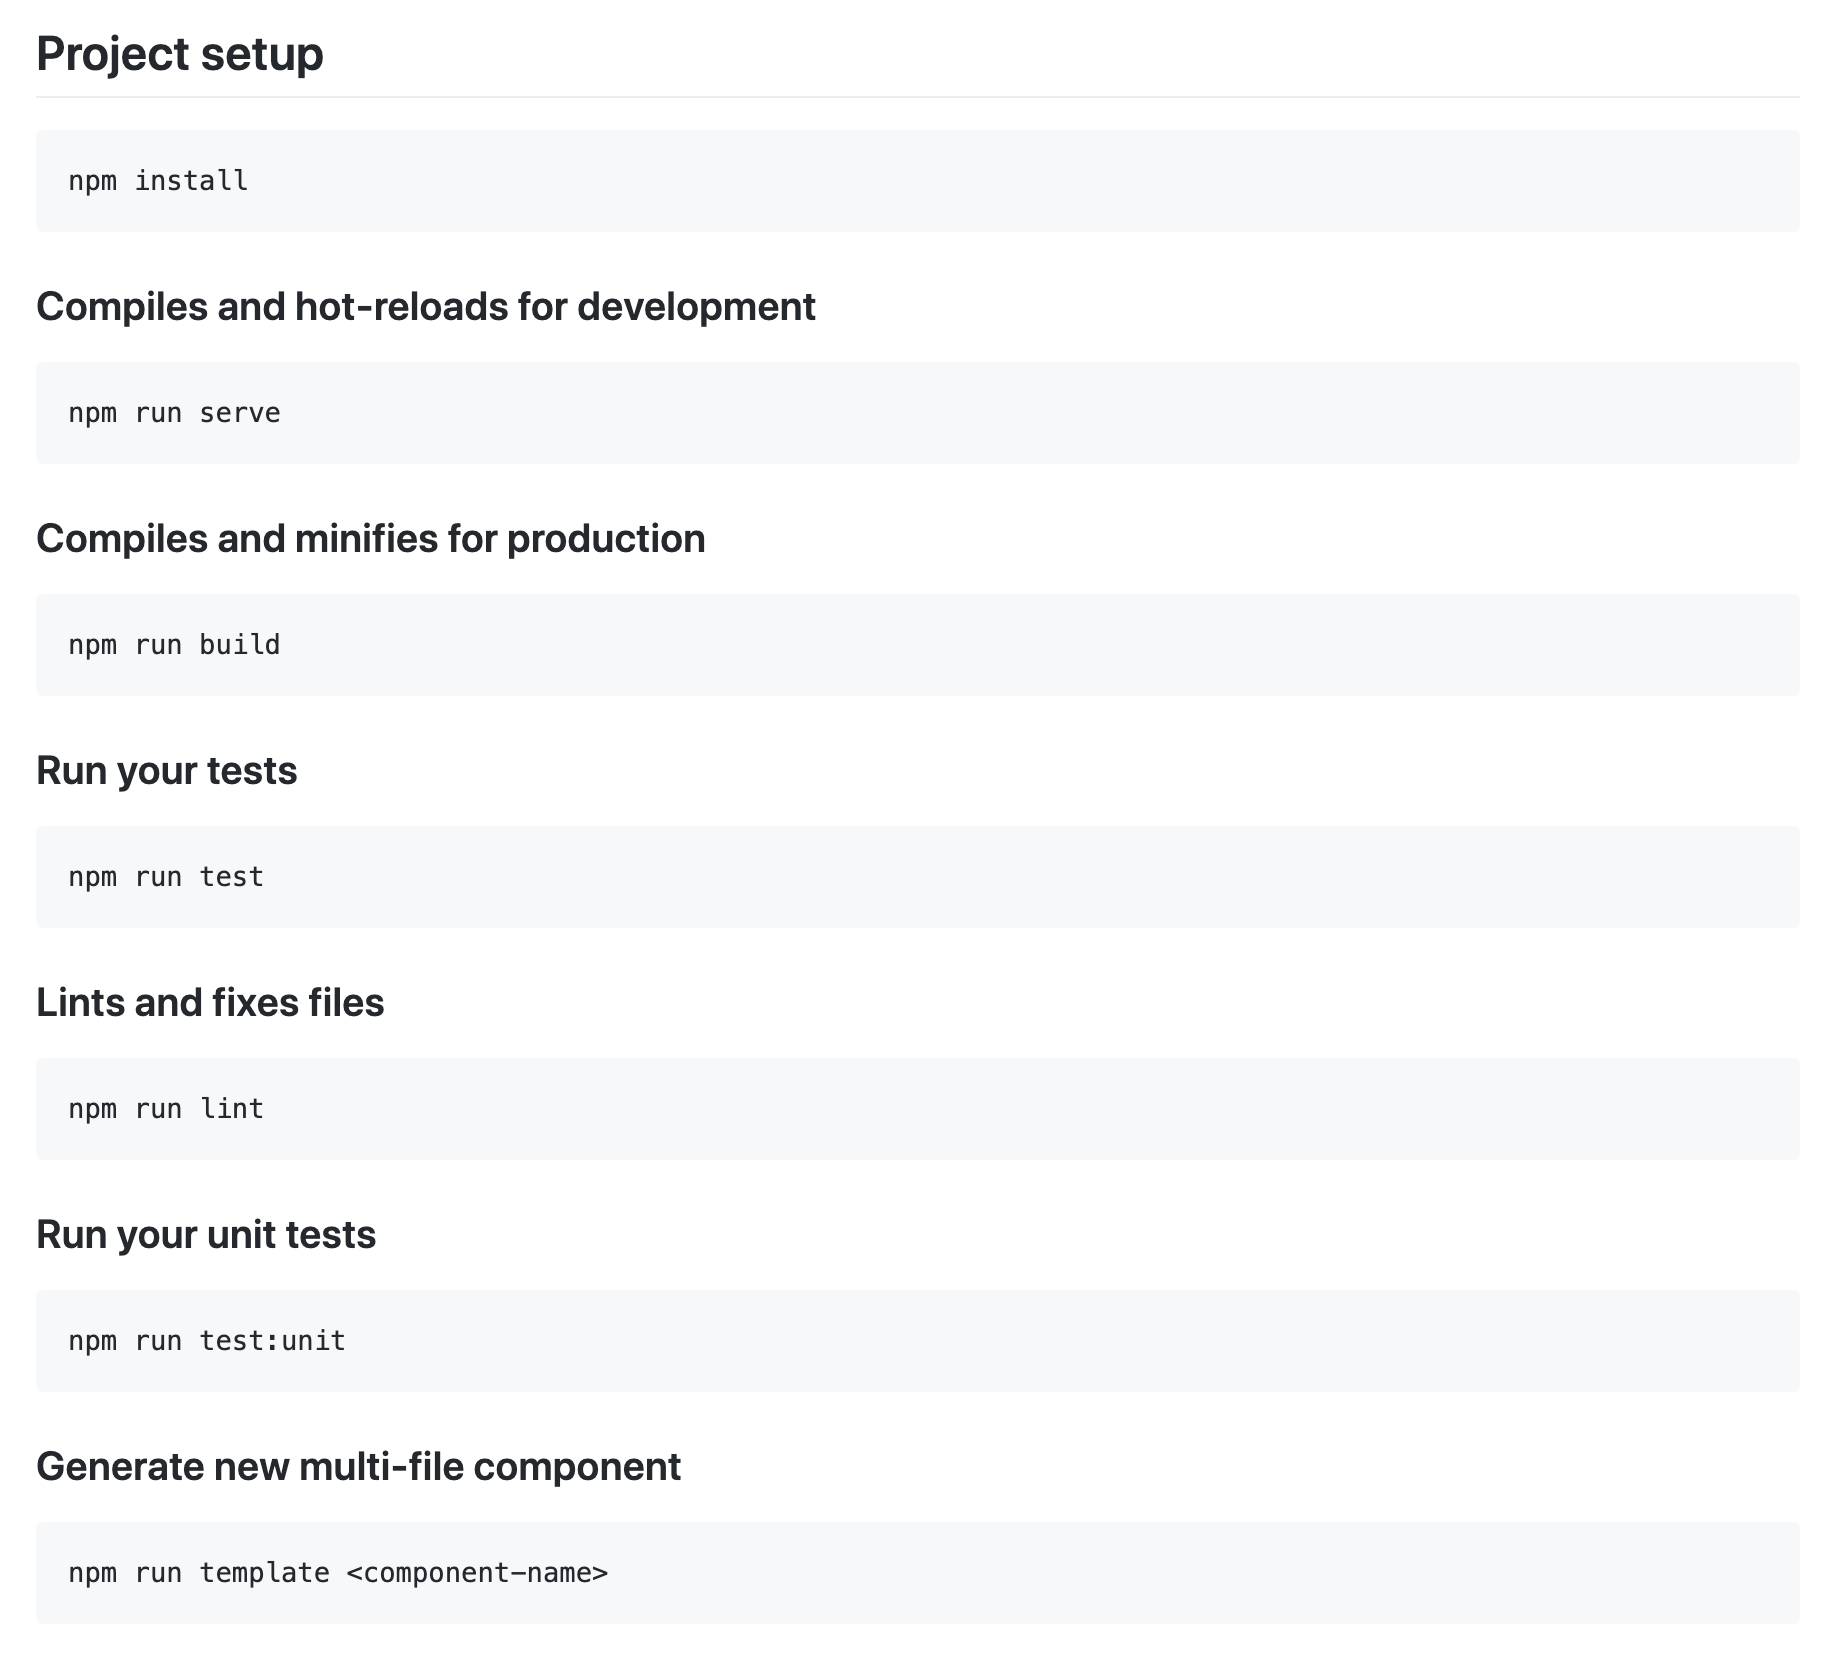 Project setup
npm install
Compiles and hot-reloads for development
npm run serve
Compiles and minifies for production
npm run build
Run your tests
npm run test
Lints and fixes files
npm run lint
Run your unit tests
npm run test:unit
Generate new multi-file component
npm run template <component-name>